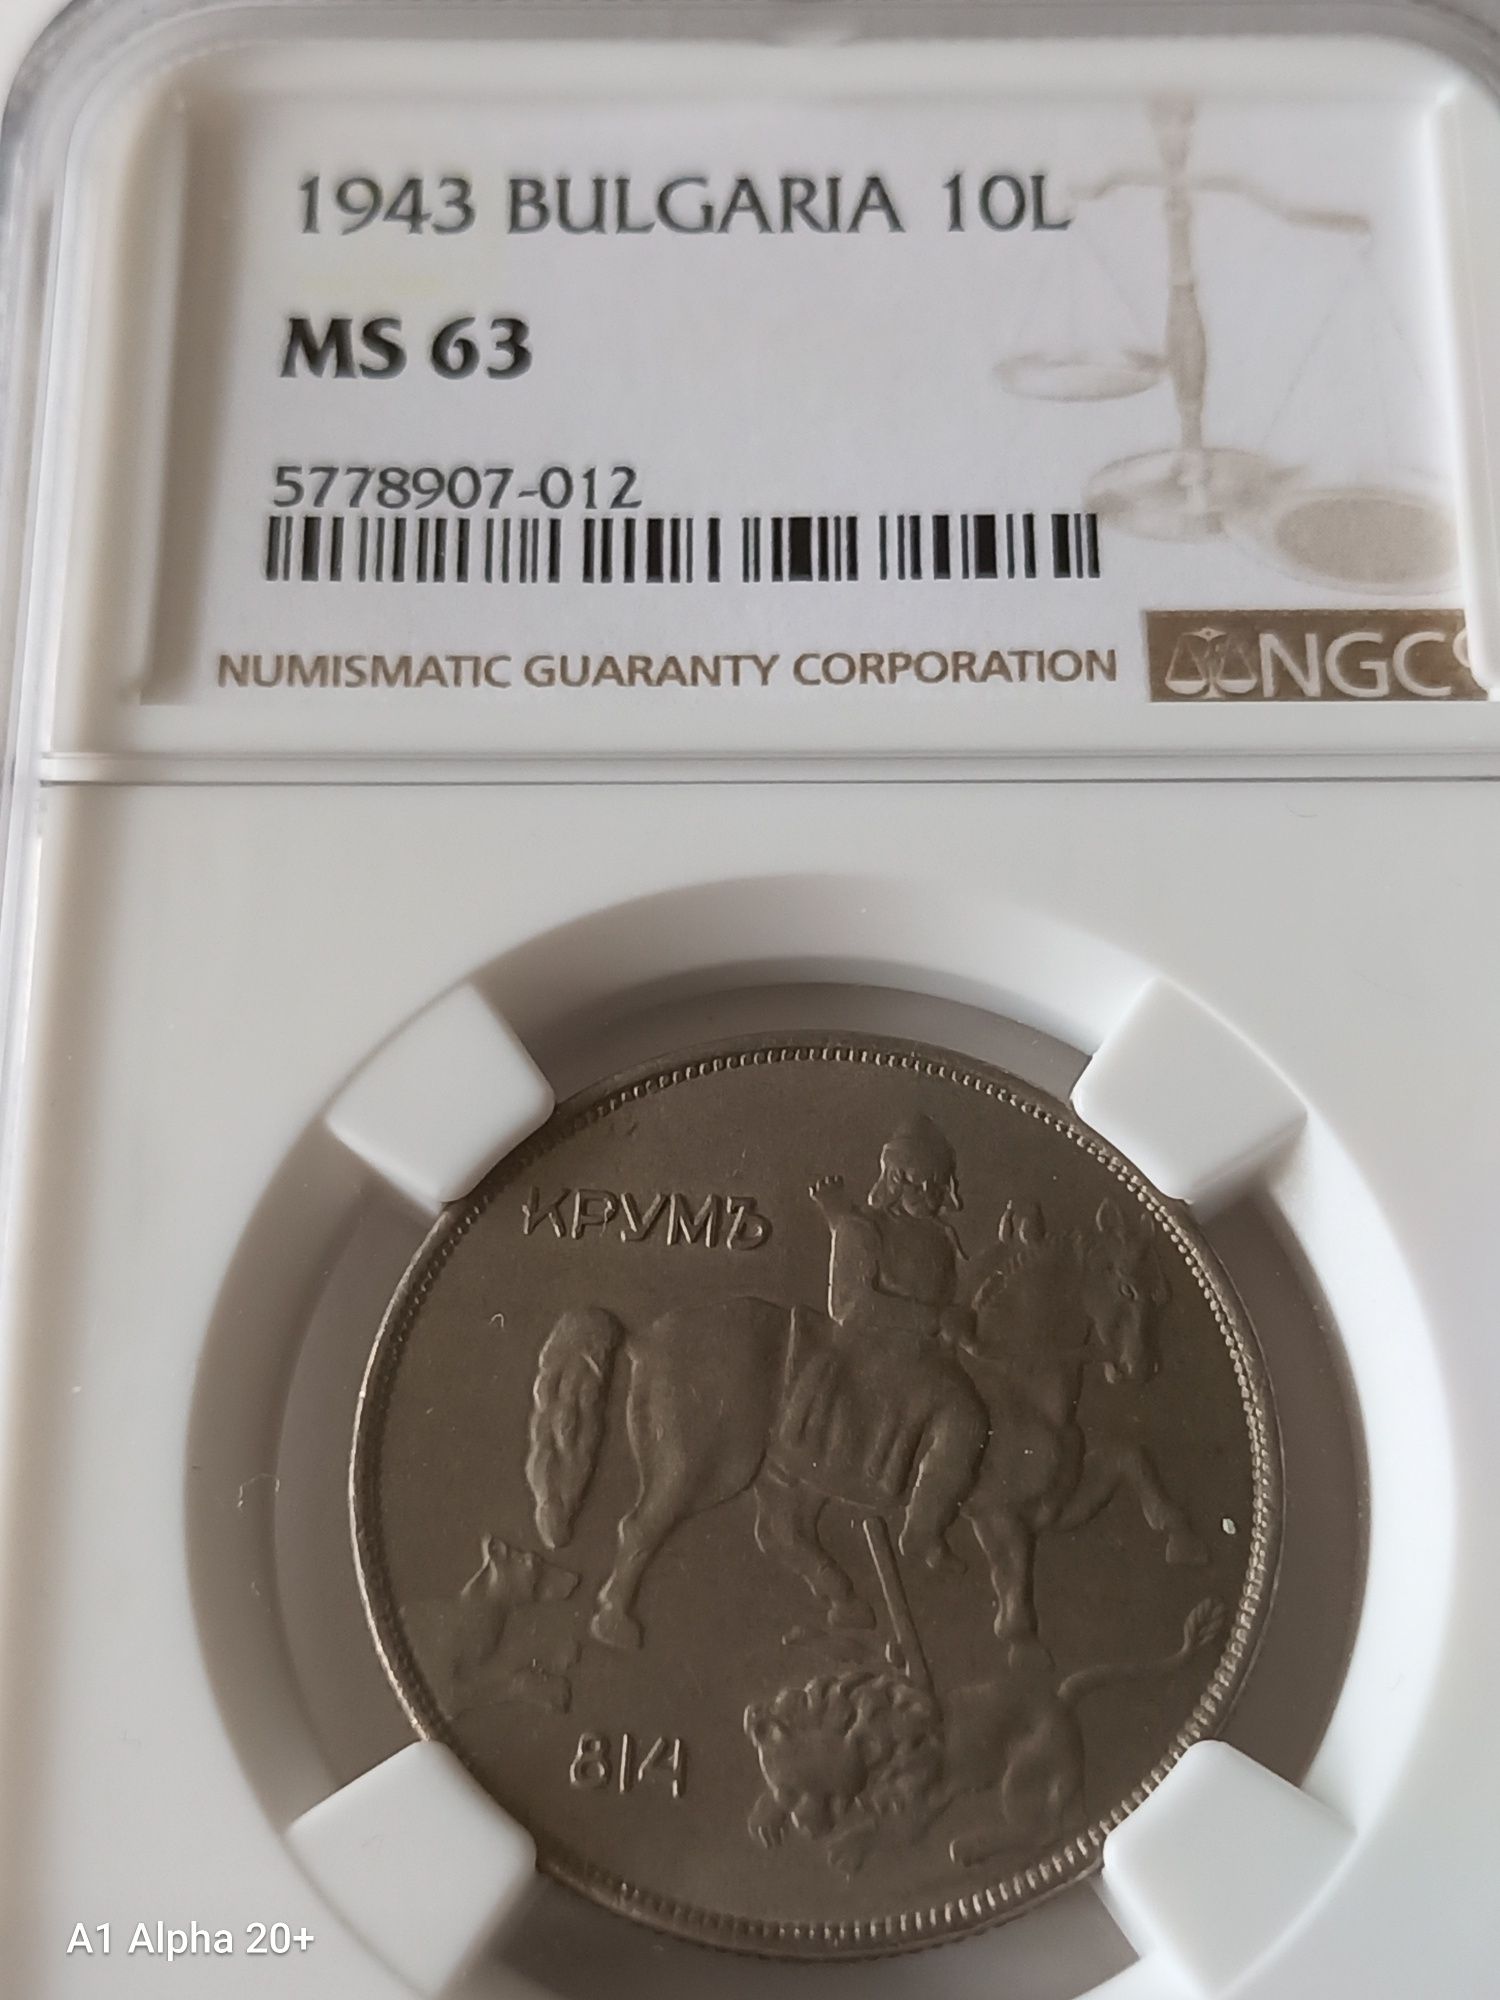 1943 BULGARIA 10L
MS 63
5778907-012
NUMISMATIC GUARANTY CORPORATION
NGC
КРУМЪ
814
A1 Alpha 20+